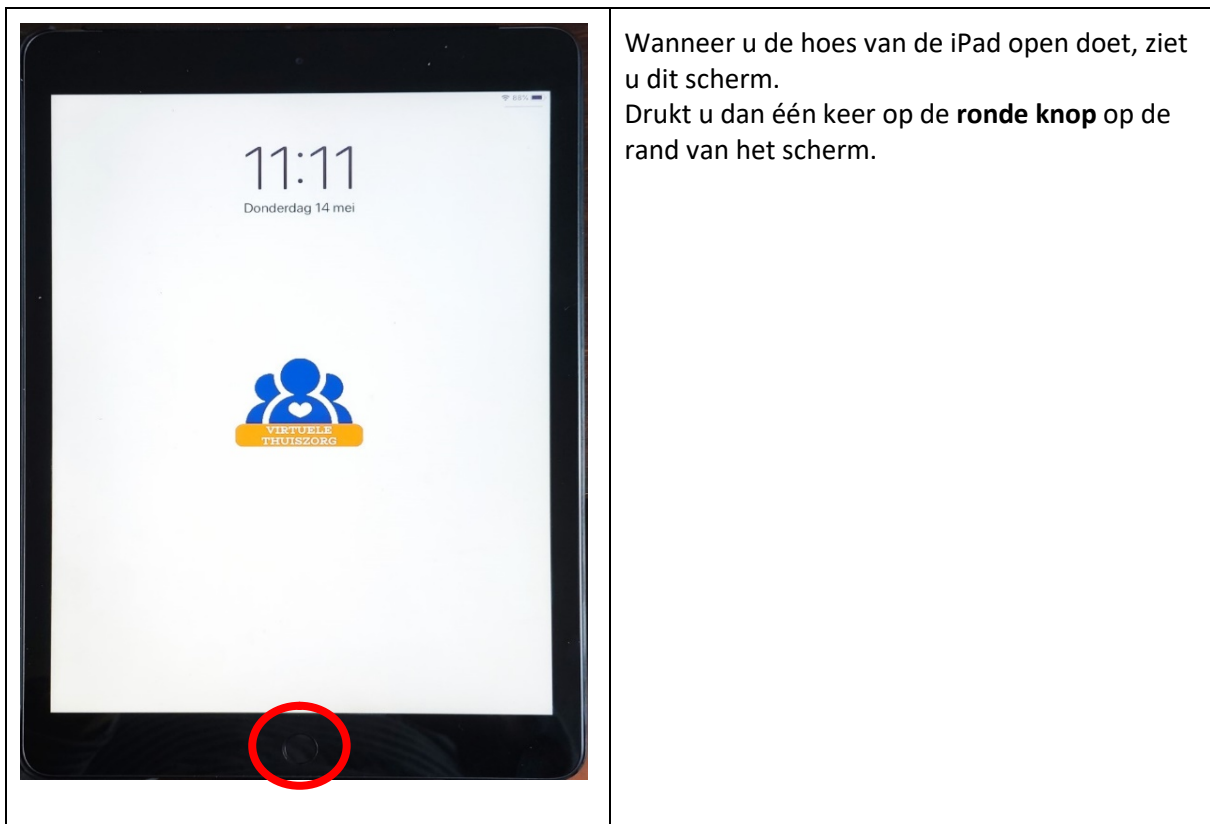 68%
11:11
Donderdag 14 mei
VIRTUELE
THUISZORG
Wanneer u de hoes van de iPad open doet, ziet
u dit scherm.
Drukt u dan één keer op de ronde knop op de
rand van het scherm.